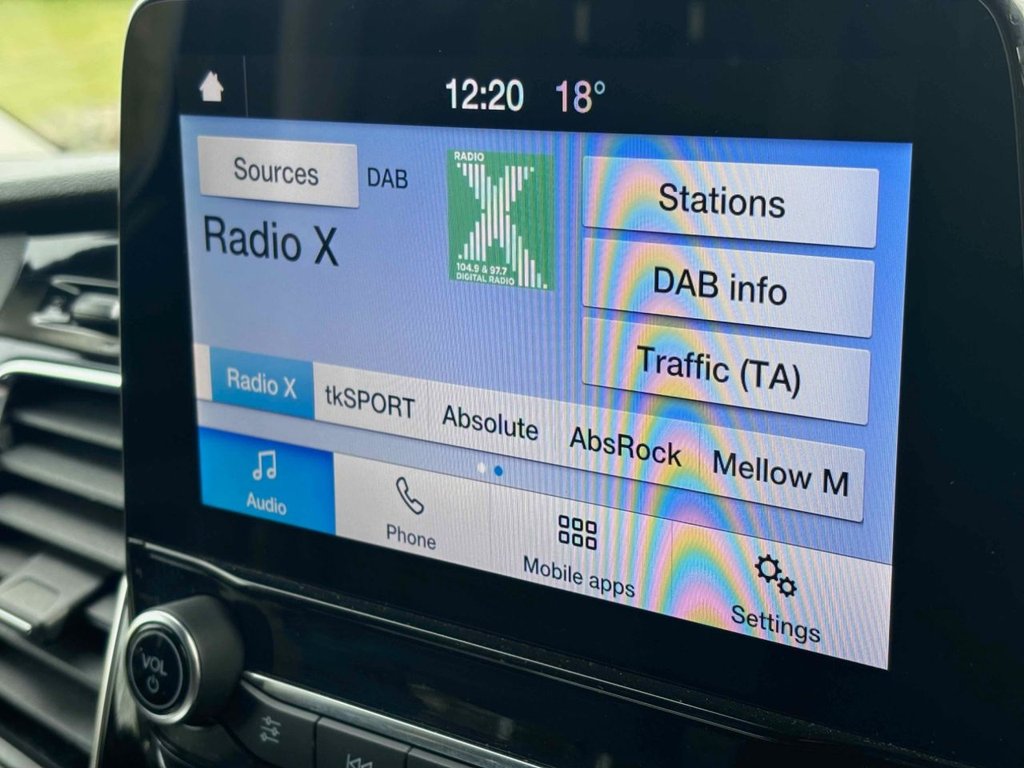 12:20 18°
Sources DAB
Radio X
RADIO
X
104.9 & 97.7
DIGITAL RADIO
Stations
DAB info
Traffic (TA)
Radio X tkSPORT Absolute AbsRock Mellow M
Audio Phone Mobile apps Settings
VOL